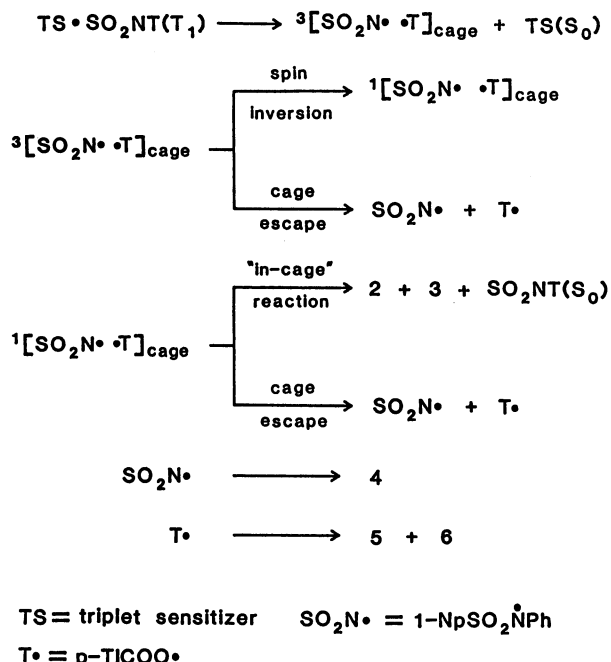 TS•SO₂NT(T₁) ⟶ ³[SO₂N• •T]cage + TS(S₀)
spin
inversion
¹[SO₂N• •T]cage
³[SO₂N• •T]cage
cage
escape
SO₂N• + T•
"in-cage"
reaction
2 + 3 + SO₂NT(S₀)
¹[SO₂N• •T]cage
cage
escape
SO₂N• + T•
SO₂N• ⟶ 4
T• ⟶ 5 + 6
TS = triplet sensitizer SO₂N• = 1-NpSO₂ṄPh
T• = p-TlCOO•